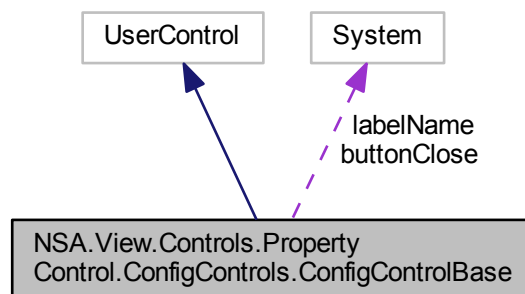 UserControl
System
labelName
buttonClose
NSA.View.Controls.Property
Control.ConfigControls.ConfigControlBase